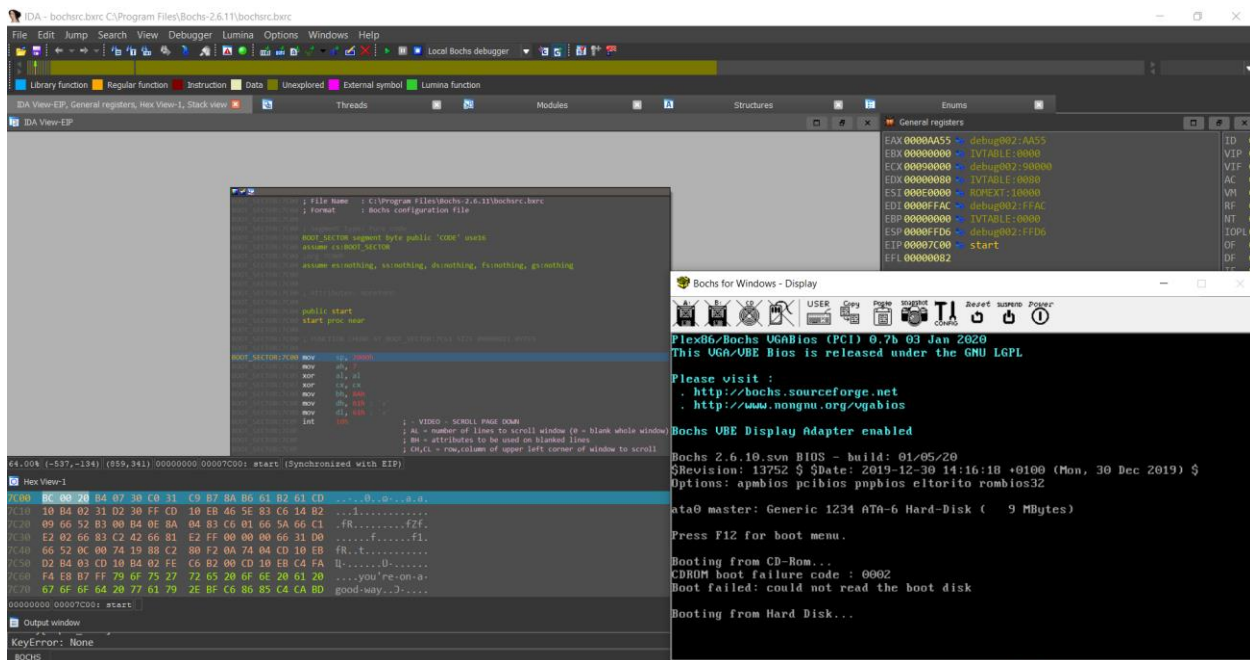 IDA - bochsrc.bxrc C:\Program Files\Bochs-2.6.11\bochsrc.bxrc
File Edit Jump Search View Debugger Lumina Options Windows Help
Local Bochs debugger
Library function Regular function Instruction Data Unexplored External symbol Lumina function
IDA View-EIP, General registers, Hex View-1, Stack view Threads Modules Structures Enums
IDA View-EIP
General registers
EAX 0000AA55 debug002:AA55
EBX 00000000 IVTABLE:0000
ECX 00090000 debug002:90000
EDX 00000080 IVTABLE:0080
ESI 000E0000 ROMEXT:10000
EDI 0000FFAC debug002:FFAC
EBP 00000000 IVTABLE:0000
ESP 0000FFD6 debug002:FFD6
EIP 00007C00 start
EFL 00000082
ID
VIP
VIF
AC
VM
RF
NT
IOPL
OF
DF
; File Name : C:\Program Files\Bochs-2.6.11\bochsrc.bxrc
; Format : Bochs configuration file
BOOT_SECTOR segment byte public 'CODE' use16
assume cs:BOOT_SECTOR
assume es:nothing, ss:nothing, ds:nothing, fs:nothing, gs:nothing
public start
start proc near
BOOT_SECTOR:7C00 mov sp, 2000h
mov ah, 7
xor al, al
xor cx, cx
mov bh, 8Ah
mov dh, 61h
mov dl, 61h
int 10h ; - VIDEO - SCROLL PAGE DOWN
; AL = number of lines to scroll window (0 = blank whole window)
; BH = attributes to be used on blanked lines
; CH,CL = row,column of upper left corner of window to scroll
64.00% (-537,-134) (859,341) 00000000 00007C00: start (Synchronized with EIP)
Hex View-1
7C00 BC 00 20 B4 07 30 C0 31 C9 B7 8A B6 61 B2 61 CD
7C10 10 B4 02 31 D2 30 FF CD 10 EB 46 5E 83 C6 14 B2
7C20 09 66 52 B3 00 B4 0E 8A 04 83 C6 01 66 5A 66 C1
7C30 E2 02 66 83 C2 42 66 81 E2 FF 00 00 00 66 31 D0
7C40 66 52 0C 00 74 19 88 C2 80 F2 0A 74 04 CD 10 EB
7C50 D2 B4 03 CD 10 B4 02 FE C6 B2 00 CD 10 EB C4 FA
7C60 F4 E8 B7 FF 79 6F 75 27 72 65 20 6F 6E 20 61 20 ....you're·on·a·
7C70 67 6F 6F 64 20 77 61 79 2E BF C6 86 85 C4 CA BD
00000000 00007C00: start
Output window
KeyError: None
BOCHS
Bochs for Windows - Display
USER Copy Paste snapshot CONFIG Reset SUSPEND Power
Plex86/Bochs VGABios (PCI) 0.7b 03 Jan 2020
This VGA/VBE Bios is released under the GNU LGPL
Please visit :
. http://bochs.sourceforge.net
. http://www.nongnu.org/vgabios
Bochs VBE Display Adapter enabled
Bochs 2.6.10.svn BIOS - build: 01/05/20
$Revision: 13752 $ $Date: 2019-12-30 14:16:18 +0100 (Mon, 30 Dec 2019) $
Options: apmbios pcibios pnpbios eltorito rombios32
ata0 master: Generic 1234 ATA-6 Hard-Disk ( 9 MBytes)
Press F12 for boot menu.
Booting from CD-Rom...
CDROM boot failure code : 0002
Boot failed: could not read the boot disk
Booting from Hard Disk...